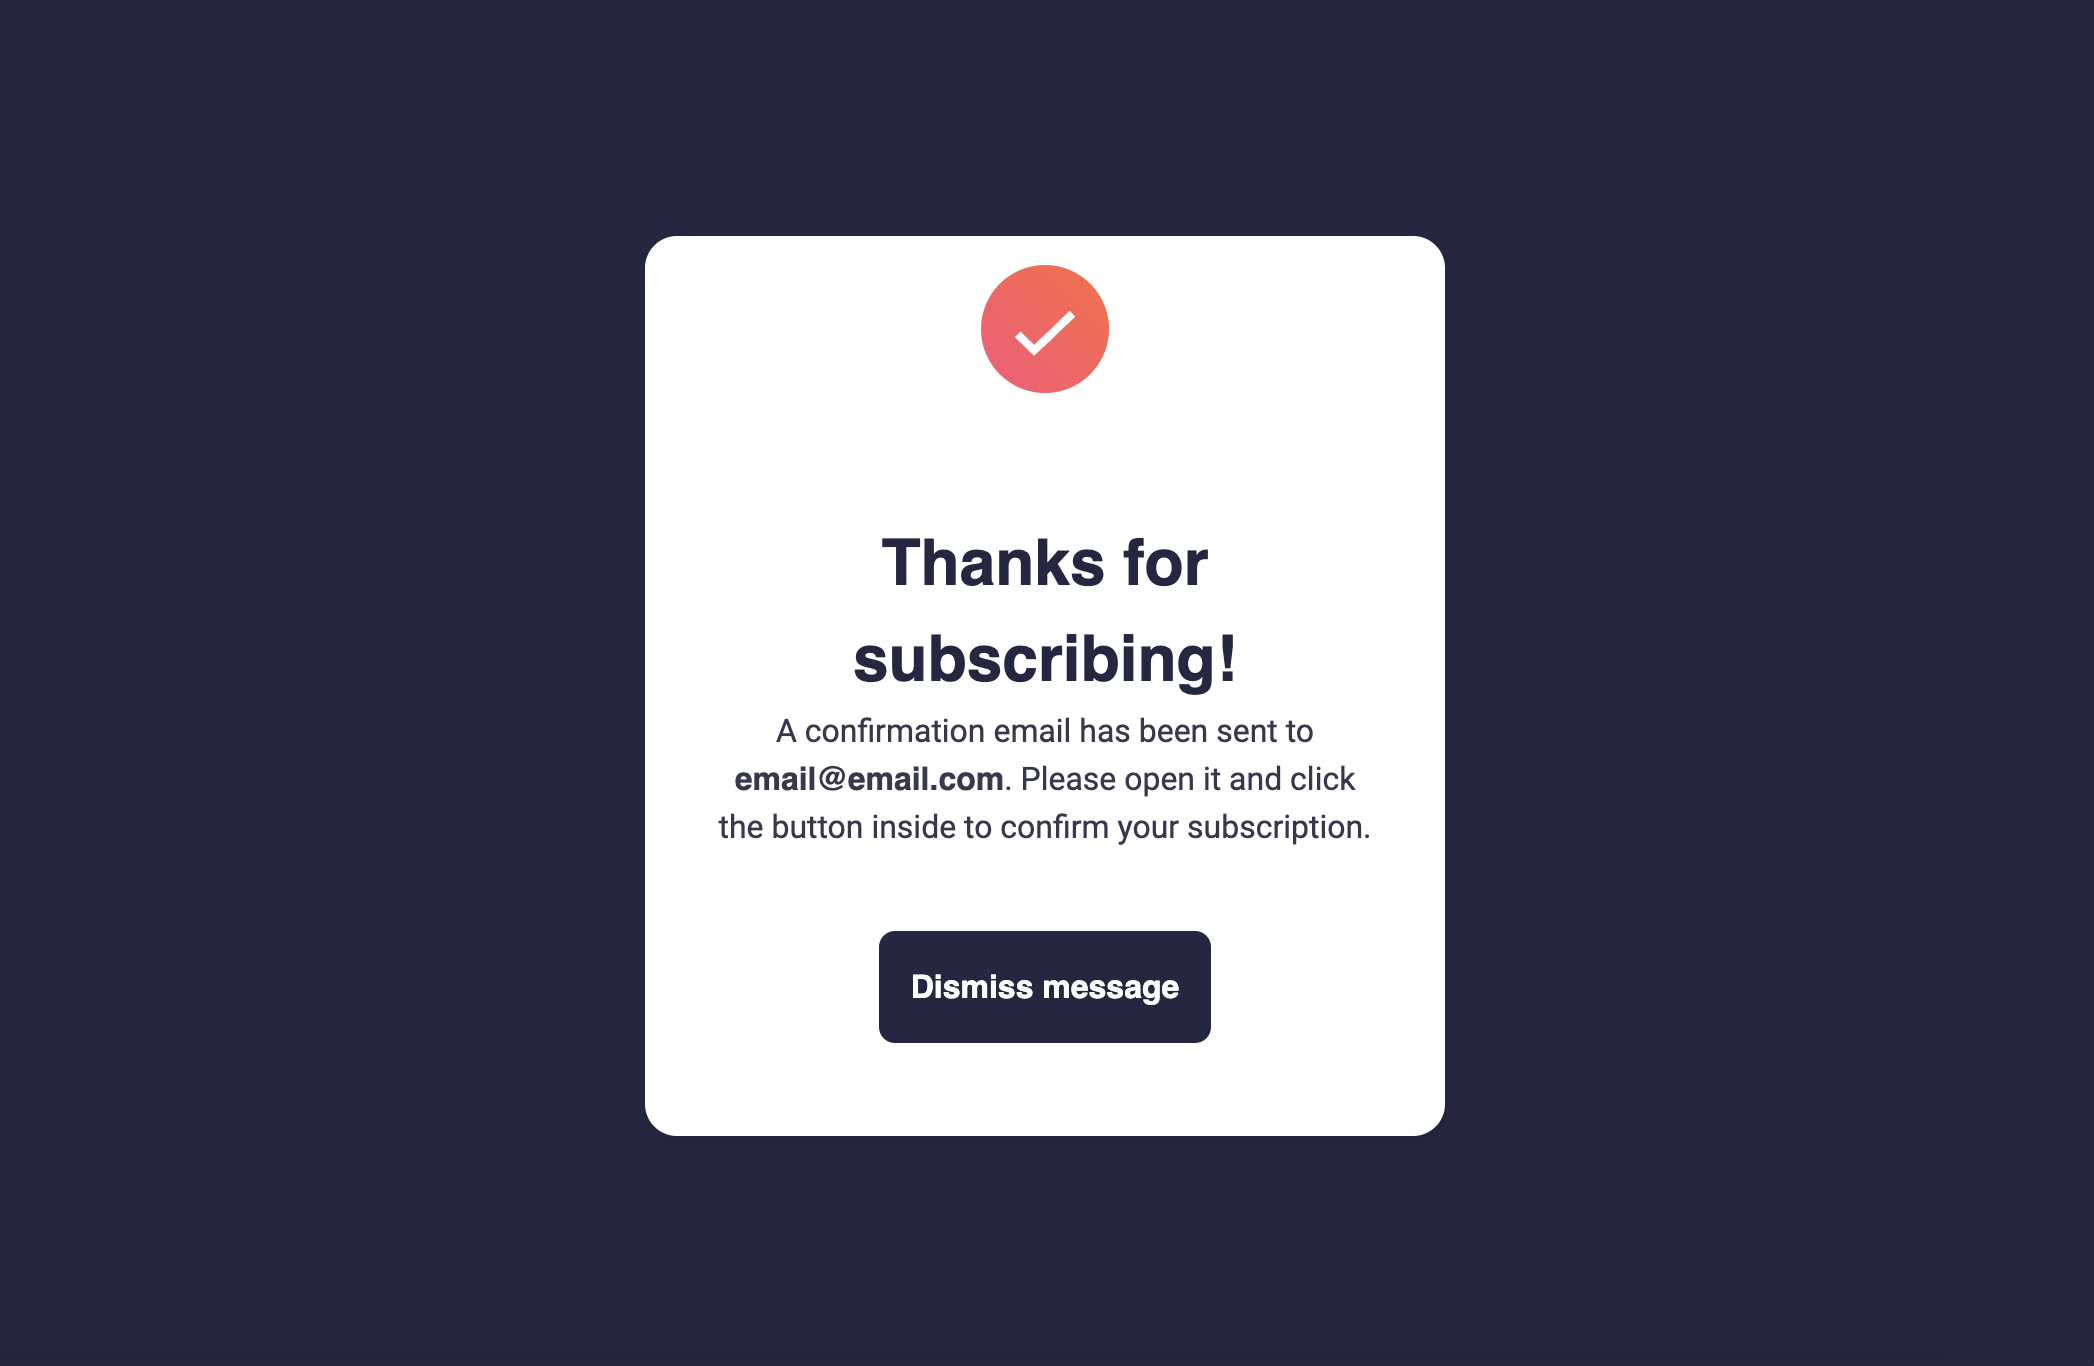 Thanks for
subscribing!
A confirmation email has been sent to
email@email.com. Please open it and click
the button inside to confirm your subscription.
Dismiss message